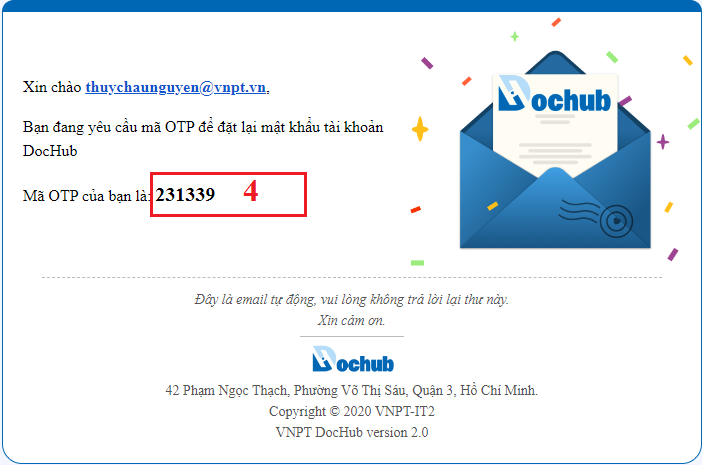 Dochub
Xin chào thuychaunguyen@vnpt.vn,
Bạn đang yêu cầu mã OTP để đặt lại mật khẩu tài khoản
DocHub
Mã OTP của bạn là: 231339 4
Đây là email tự động, vui lòng không trả lời lại thư này.
Xin cảm ơn.
Dochub
42 Phạm Ngọc Thạch, Phường Võ Thị Sáu, Quận 3, Hồ Chí Minh.
Copyright © 2020 VNPT-IT2
VNPT DocHub version 2.0